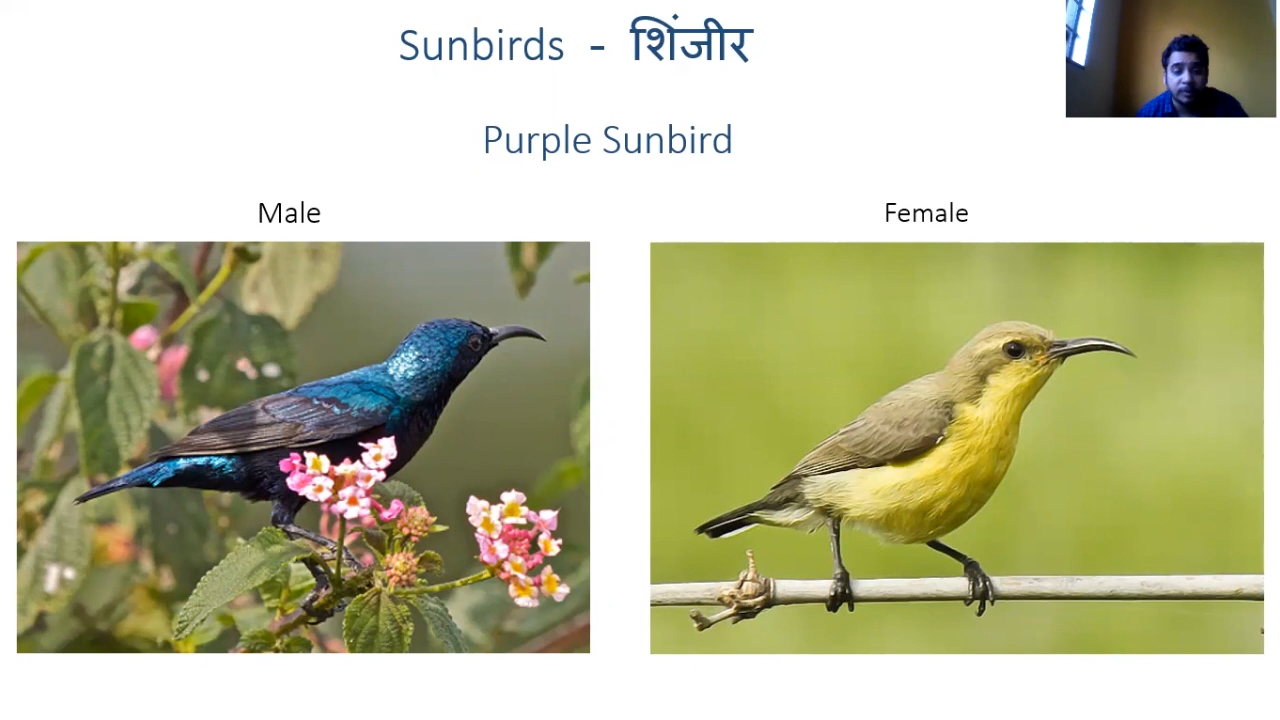 Sunbirds - शिंजीर
Purple Sunbird
Male
Female